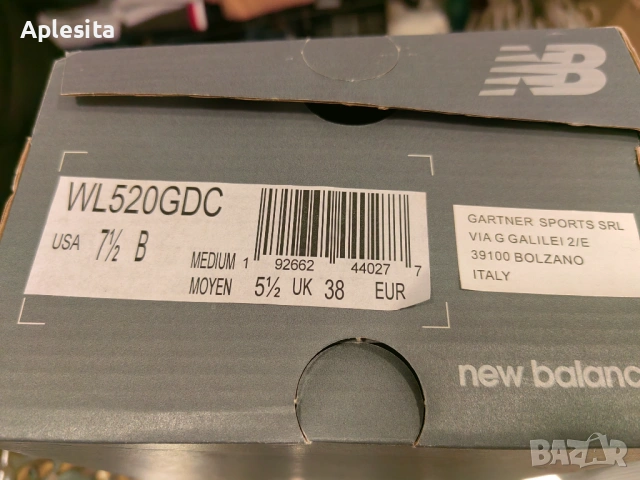 Aplesita
NB
WL520GDC
USA 7½ B
MEDIUM
MOYEN 5½ UK 38 EUR
1 92662 44027 7
GARTNER SPORTS SRL
VIA G GALILEI 2/E
39100 BOLZANO
ITALY
new balanc
BAZAR